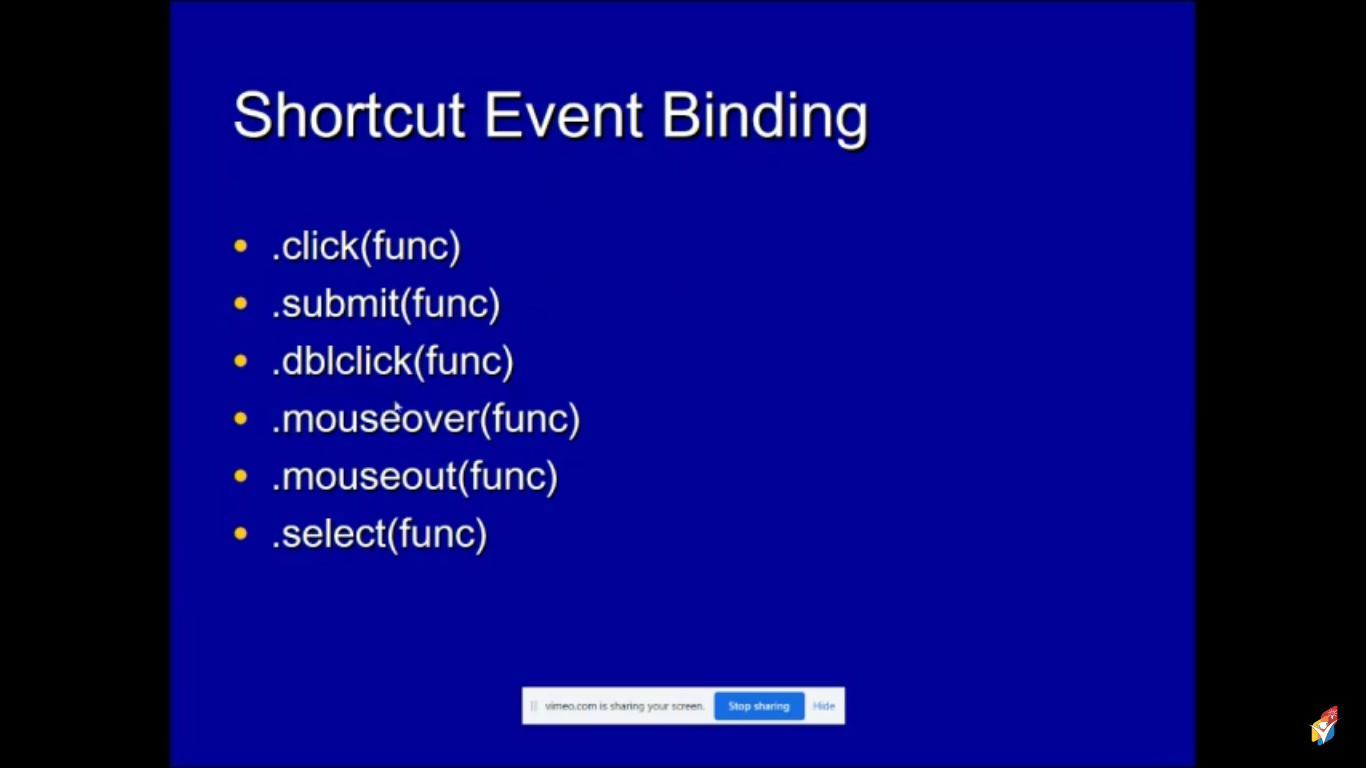 Shortcut Event Binding
• .click(func)
• .submit(func)
• .dblclick(func)
• .mouseover(func)
• .mouseout(func)
• .select(func)
vimeo.com is sharing your screen. Stop sharing Hide